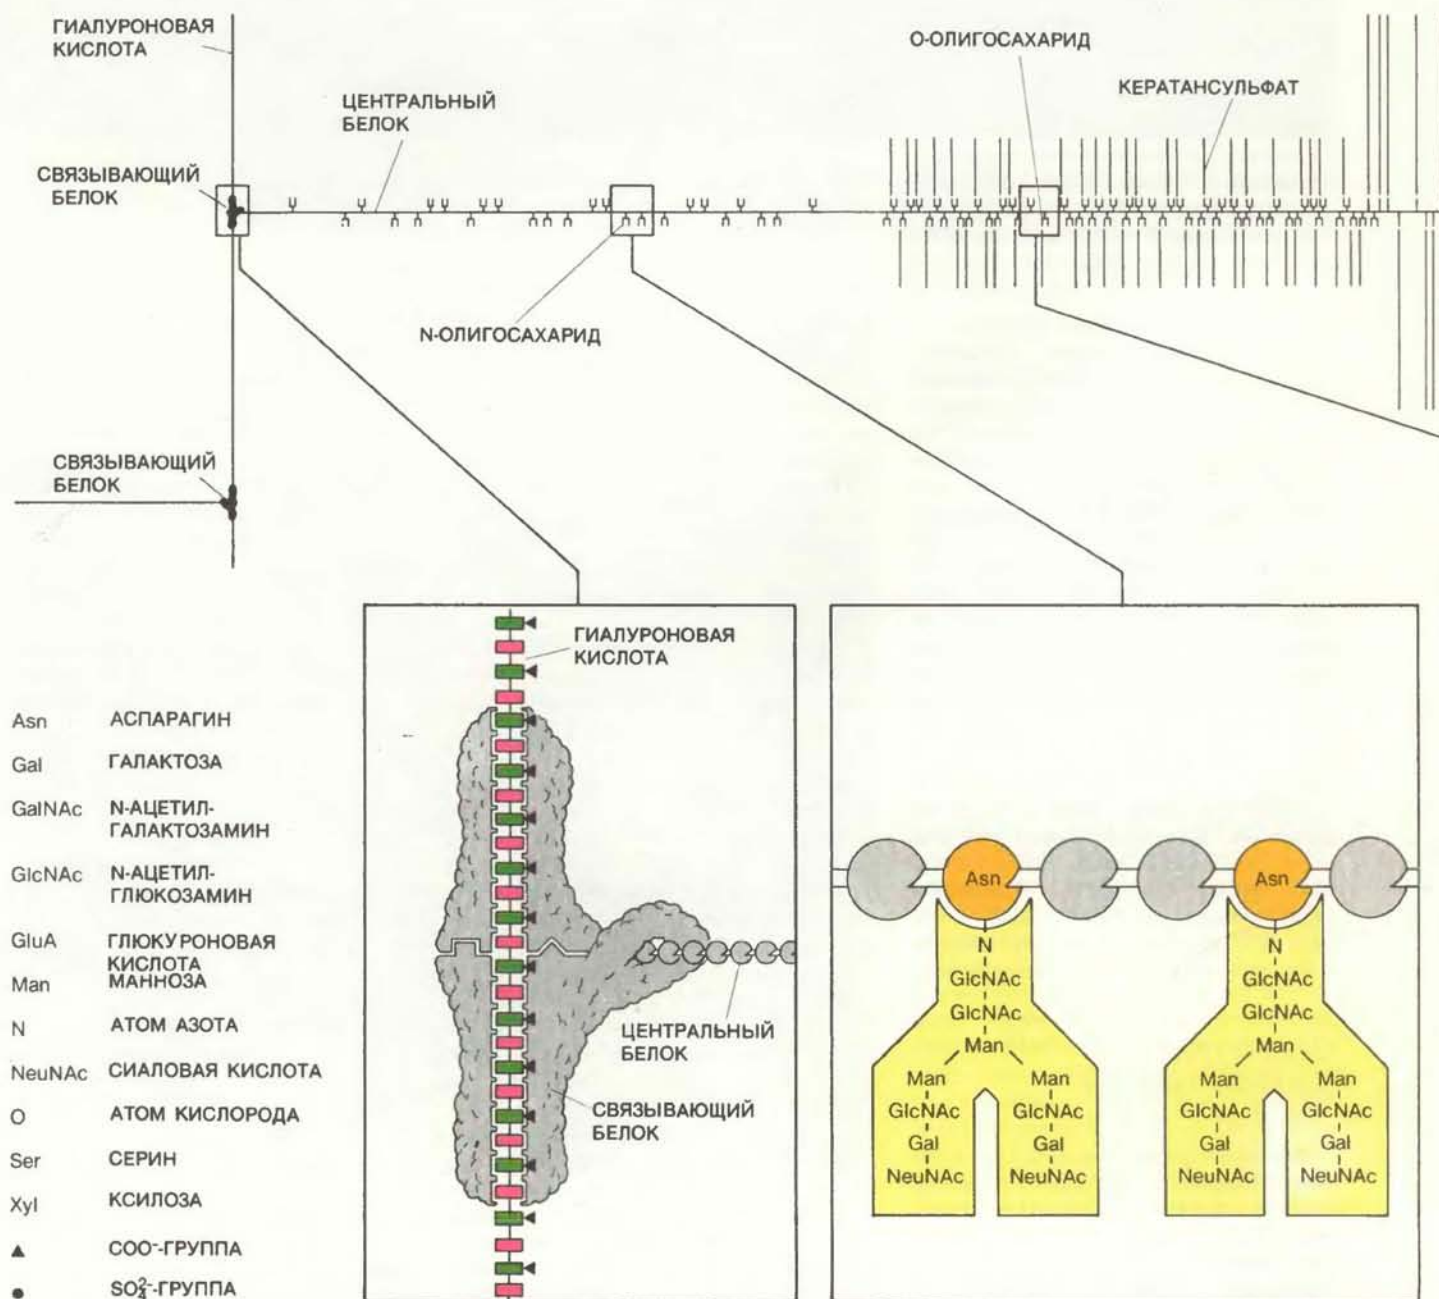 ГИАЛУРОНОВАЯ
КИСЛОТА
О-ОЛИГОСАХАРИД
КЕРАТАНСУЛЬФАТ
ЦЕНТРАЛЬНЫЙ
БЕЛОК
СВЯЗЫВАЮЩИЙ
БЕЛОК
N-ОЛИГОСАХАРИД
СВЯЗЫВАЮЩИЙ
БЕЛОК
Asn АСПАРАГИН
Gal ГАЛАКТОЗА
GalNAc N-АЦЕТИЛ-
ГАЛАКТОЗАМИН
GlcNAc N-АЦЕТИЛ-
ГЛЮКОЗАМИН
GluA ГЛЮКУРОНОВАЯ
КИСЛОТА
Man МАННОЗА
N АТОМ АЗОТА
NeuNAc СИАЛОВАЯ КИСЛОТА
O АТОМ КИСЛОРОДА
Ser СЕРИН
Xyl КСИЛОЗА
▲ COO⁻-ГРУППА
● SO₄²⁻-ГРУППА
ГИАЛУРОНОВАЯ
КИСЛОТА
ЦЕНТРАЛЬНЫЙ
БЕЛОК
СВЯЗЫВАЮЩИЙ
БЕЛОК
Asn Asn
N N
GlcNAc GlcNAc
GlcNAc GlcNAc
Man Man
Man Man Man Man
GlcNAc GlcNAc GlcNAc GlcNAc
Gal Gal Gal Gal
NeuNAc NeuNAc NeuNAc NeuNAc